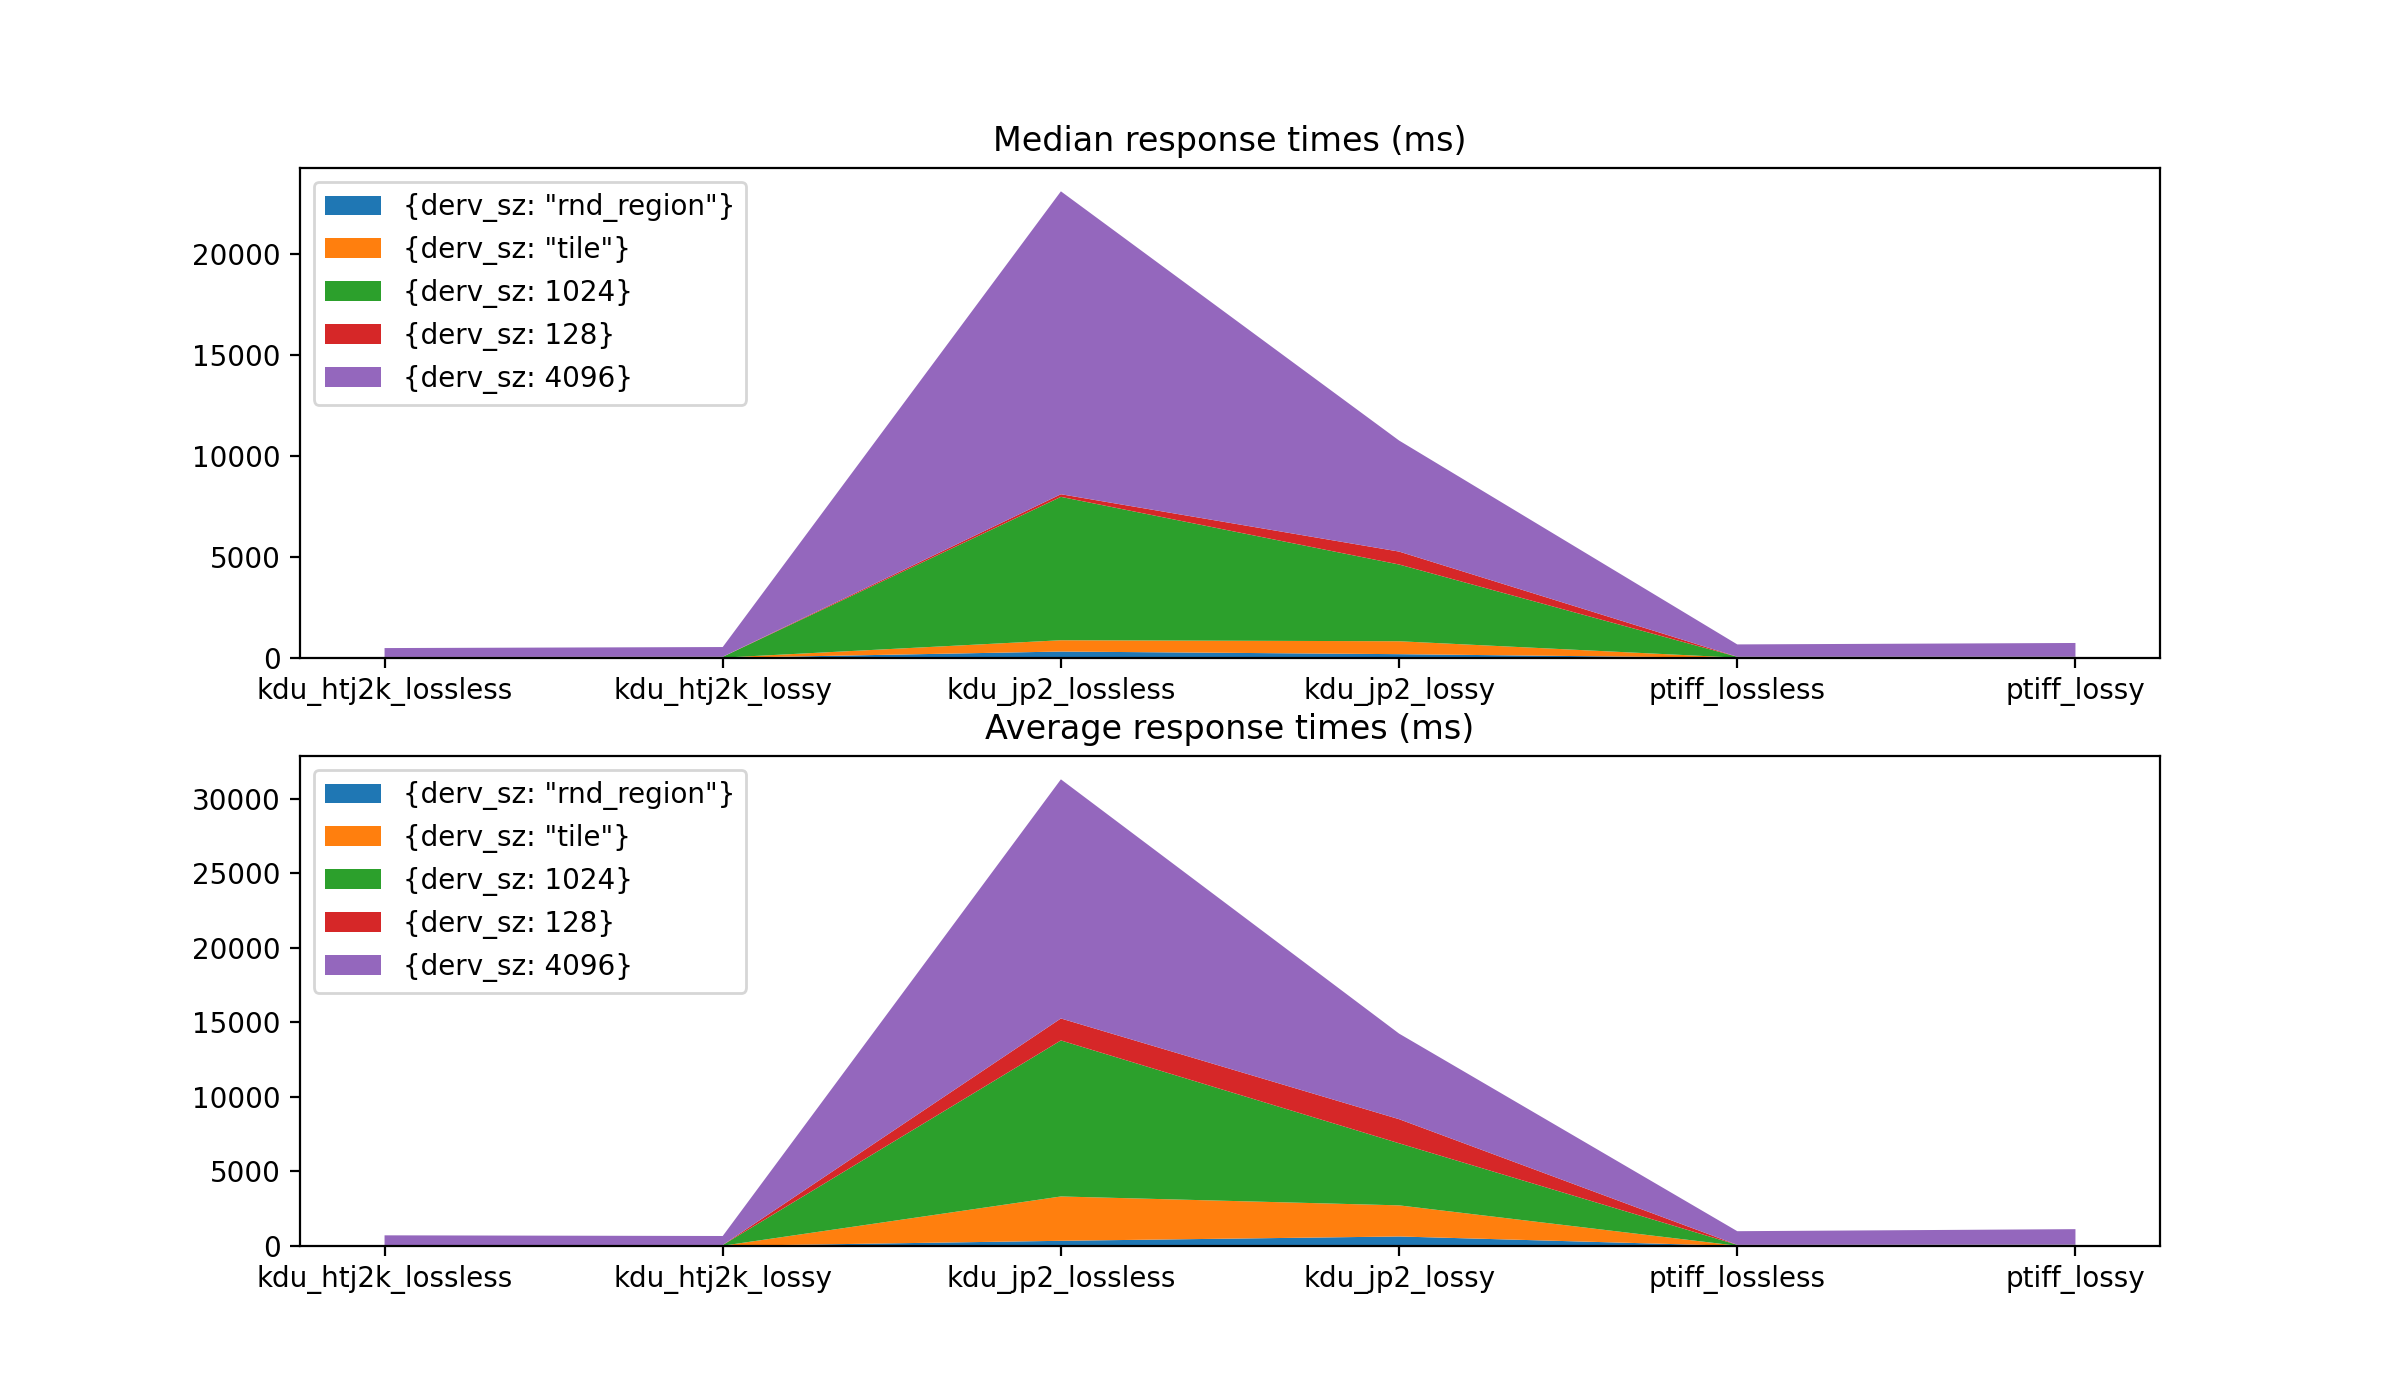 Median response times (ms)
{derv_sz: "rnd_region"}
{derv_sz: "tile"}
{derv_sz: 1024}
{derv_sz: 128}
{derv_sz: 4096}
20000
15000
10000
5000
0
kdu_htj2k_lossless kdu_htj2k_lossy kdu_jp2_lossless kdu_jp2_lossy ptiff_lossless ptiff_lossy
Average response times (ms)
{derv_sz: "rnd_region"}
{derv_sz: "tile"}
{derv_sz: 1024}
{derv_sz: 128}
{derv_sz: 4096}
30000
25000
20000
15000
10000
5000
0
kdu_htj2k_lossless kdu_htj2k_lossy kdu_jp2_lossless kdu_jp2_lossy ptiff_lossless ptiff_lossy